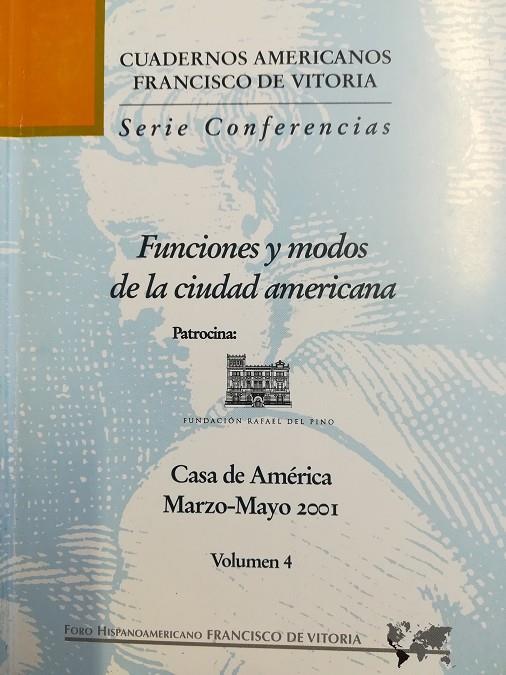 CUADERNOS AMERICANOS
FRANCISCO DE VITORIA
Serie Conferencias
Funciones y modos
de la ciudad americana
Patrocina:
FUNDACIÓN RAFAEL DEL PINO
Casa de América
Marzo-Mayo 2001
Volumen 4
FORO HISPANOAMERICANO FRANCISCO DE VITORIA